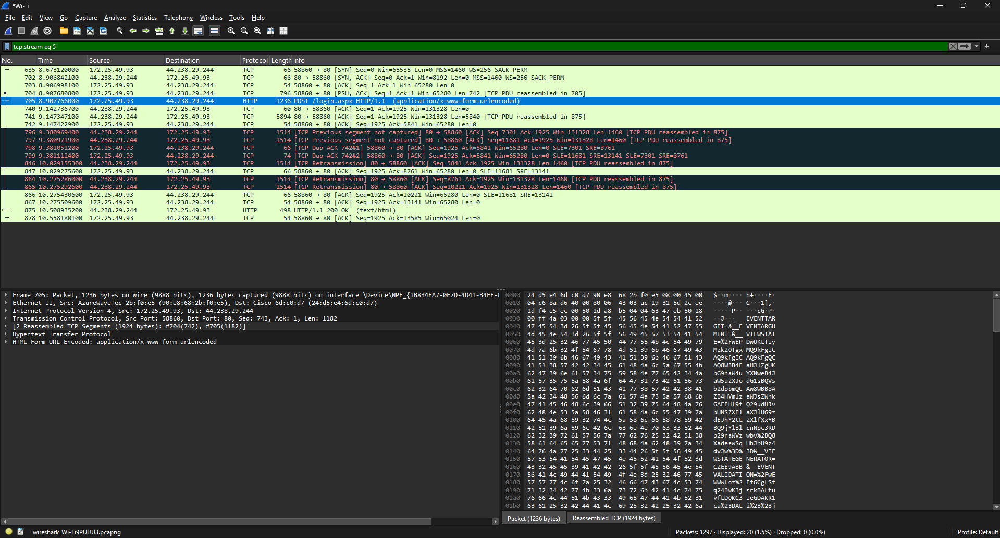 *Wi-Fi
File Edit View Go Capture Analyze Statistics Telephony Wireless Tools Help
tcp.stream eq 5
No. Time Source Destination Protocol Length Info
635 8.673120000 172.25.49.93 44.238.29.244 TCP 66 58860 → 80 [SYN] Seq=0 Win=65535 Len=0 MSS=1460 WS=256 SACK_PERM
702 8.906842100 44.238.29.244 172.25.49.93 TCP 66 80 → 58860 [SYN, ACK] Seq=0 Ack=1 Win=8192 Len=0 MSS=1460 WS=256 SACK_PERM
703 8.906998100 172.25.49.93 44.238.29.244 TCP 54 58860 → 80 [ACK] Seq=1 Ack=1 Win=65280 Len=0
704 8.907680800 172.25.49.93 44.238.29.244 TCP 796 58860 → 80 [PSH, ACK] Seq=1 Ack=1 Win=65280 Len=742 [TCP PDU reassembled in 705]
705 8.907766000 172.25.49.93 44.238.29.244 HTTP 1236 POST /login.aspx HTTP/1.1 (application/x-www-form-urlencoded)
740 9.142736700 44.238.29.244 172.25.49.93 TCP 60 80 → 58860 [ACK] Seq=1 Ack=1925 Win=131328 Len=0
741 9.147347100 44.238.29.244 172.25.49.93 TCP 5894 80 → 58860 [ACK] Seq=1 Ack=1925 Win=131328 Len=5840 [TCP PDU reassembled in 875]
742 9.147422900 172.25.49.93 44.238.29.244 TCP 54 58860 → 80 [ACK] Seq=1925 Ack=5841 Win=65280 Len=0
796 9.380969400 44.238.29.244 172.25.49.93 TCP 1514 [TCP Previous segment not captured] 80 → 58860 [ACK] Seq=7301 Ack=1925 Win=131328 Len=1460 [TCP PDU reassembled in 875]
797 9.380971900 44.238.29.244 172.25.49.93 TCP 1514 [TCP Previous segment not captured] 80 → 58860 [ACK] Seq=11681 Ack=1925 Win=131328 Len=1460 [TCP PDU reassembled in 875]
798 9.381051200 172.25.49.93 44.238.29.244 TCP 66 [TCP Dup ACK 742#1] 58860 → 80 [ACK] Seq=1925 Ack=5841 Win=65280 Len=0 SLE=7301 SRE=8761
799 9.381112400 172.25.49.93 44.238.29.244 TCP 74 [TCP Dup ACK 742#2] 58860 → 80 [ACK] Seq=1925 Ack=5841 Win=65280 Len=0 SLE=11681 SRE=13141 SLE=7301 SRE=8761
846 10.029155300 44.238.29.244 172.25.49.93 TCP 1514 [TCP Retransmission] 80 → 58860 [ACK] Seq=5841 Ack=1925 Win=131328 Len=1460 [TCP PDU reassembled in 875]
847 10.029275600 172.25.49.93 44.238.29.244 TCP 66 58860 → 80 [ACK] Seq=1925 Ack=8761 Win=65280 Len=0 SLE=11681 SRE=13141
864 10.275286000 44.238.29.244 172.25.49.93 TCP 1514 [TCP Retransmission] 80 → 58860 [ACK] Seq=8761 Ack=1925 Win=131328 Len=1460 [TCP PDU reassembled in 875]
865 10.275292600 44.238.29.244 172.25.49.93 TCP 1514 [TCP Retransmission] 80 → 58860 [ACK] Seq=10221 Ack=1925 Win=131328 Len=1460 [TCP PDU reassembled in 875]
866 10.275430600 172.25.49.93 44.238.29.244 TCP 66 58860 → 80 [ACK] Seq=1925 Ack=10221 Win=65280 Len=0 SLE=11681 SRE=13141
867 10.275509600 172.25.49.93 44.238.29.244 TCP 54 58860 → 80 [ACK] Seq=1925 Ack=13141 Win=65280 Len=0
875 10.508935200 44.238.29.244 172.25.49.93 HTTP 498 HTTP/1.1 200 OK (text/html)
878 10.558180100 172.25.49.93 44.238.29.244 TCP 54 58860 → 80 [ACK] Seq=1925 Ack=13585 Win=65024 Len=0
Frame 705: Packet, 1236 bytes on wire (9888 bits), 1236 bytes captured (9888 bits) on interface \Device\NPF_{1B834EA7-0F7D-4D41-B4EE-
Ethernet II, Src: AzureWaveTec_2b:f0:e5 (90:e8:68:2b:f0:e5), Dst: Cisco_6d:c0:d7 (24:d5:e4:6d:c0:d7)
Internet Protocol Version 4, Src: 172.25.49.93, Dst: 44.238.29.244
Transmission Control Protocol, Src Port: 58860, Dst Port: 80, Seq: 743, Ack: 1, Len: 1182
[2 Reassembled TCP Segments (1924 bytes): #704(742), #705(1182)]
Hypertext Transfer Protocol
HTML Form URL Encoded: application/x-www-form-urlencoded
0000 24 d5 e4 6d c0 d7 90 e8 68 2b f0 e5 08 00 45 00 $··m···· h+····E·
0010 04 c6 8a d6 40 00 80 06 43 03 ac 19 31 5d 2c ee ····@··· C···1],·
0020 1d f4 e5 ec 00 50 1d a8 b5 04 04 63 47 eb 50 18 ·····P·· ···cG·P·
0030 00 ff 4a 03 00 00 5f 5f 45 56 45 4e 54 54 41 52 ··J···__ EVENTTAR
0040 47 45 54 3d 26 5f 5f 45 56 45 4e 54 41 52 47 55 GET=&__E VENTARGU
0050 4d 45 4e 54 3d 26 5f 5f 56 49 45 57 53 54 41 54 MENT=&__ VIEWSTAT
0060 45 3d 25 32 46 77 45 50 44 77 55 4b 4c 54 49 79 E=%2FwEP DwUKLTIy
0070 4d 7a 6b 32 4f 54 67 78 4d 51 39 6b 46 67 49 43 Mzk2OTgx MQ9kFgIC
0080 41 51 39 6b 46 67 49 43 41 51 39 6b 46 67 51 43 AQ9kFgIC AQ9kFgQC
0090 41 51 38 57 42 42 34 45 61 48 4a 6c 5a 67 55 4b AQ8WBB4E aHJlZgUK
00a0 62 47 39 6e 61 57 34 75 59 58 4e 77 65 42 34 4a bG9naW4u YXNweB4J
00b0 61 57 35 75 5a 58 4a 6f 64 47 31 73 42 51 56 73 aW5uZXJo dG1sBQVs
00c0 62 32 64 70 62 6d 51 43 41 77 38 57 42 42 38 41 b2dpbmQC Aw8WBB8A
00d0 5a 42 34 48 56 6d 6c 7a 61 57 4a 73 5a 57 68 6b ZB4HVmlz aWJsZWhk
00e0 47 41 45 46 48 6c 39 66 51 32 39 75 64 48 4a 76 GAEFHl9f Q29udHJv
00f0 62 48 4e 53 5a 58 46 31 61 58 4a 6c 55 47 39 7a bHNSZXF1 aXJlUG9z
0100 64 45 4a 68 59 32 74 4c 5a 58 6c 66 58 78 59 42 dEJhY2tL ZXlfXxYB
0110 42 51 39 6a 59 6c 42 6c 63 6e 4e 70 63 33 52 44 BQ9jYlBl cnNpc3RD
0120 62 32 39 72 61 57 56 7a 77 62 76 25 32 42 51 38 b29raWVz wbv%2BQ8
0130 58 61 64 65 65 77 53 71 48 68 4a 62 48 39 7a 34 XadeewSq HhJbH9z4
0140 64 76 4a 77 25 33 44 25 33 44 26 5f 5f 56 49 45 dvJw%3D% 3D&__VIE
0150 57 53 54 41 54 45 47 45 4e 45 52 41 54 4f 52 3d WSTATEGE NERATOR=
0160 43 32 45 45 39 41 42 42 26 5f 5f 45 56 45 4e 54 C2EE9ABB &__EVENT
0170 56 41 4c 49 44 41 54 49 4f 4e 3d 25 32 46 77 45 VALIDATI ON=%2FwE
0180 57 57 77 4c 6f 7a 25 32 46 66 47 43 67 4c 53 74 WWwLoz%2 FfGCgLSt
0190 71 32 34 42 77 4b 33 6a 73 72 6b 42 41 4c 74 75 q24BwK3j srkBALtu
01a0 76 66 4c 44 51 4b 43 33 49 65 47 44 41 4b 52 31 vfLDQKC3 IeGDAKR1
01b0 63 61 25 32 42 44 41 4c 69 25 32 42 25 32 42 6a ca%2BDAL i%2B%2Bj
Packet (1236 bytes) Reassembled TCP (1924 bytes)
wireshark_Wi-Fi9PUDU3.pcapng Packets: 1297 · Displayed: 20 (1.5%) · Dropped: 0 (0.0%) Profile: Default